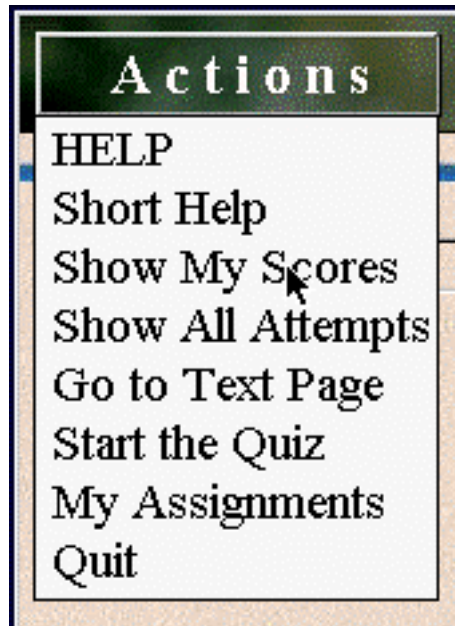 Actions
HELP
Short Help
Show My Scores
Show All Attempts
Go to Text Page
Start the Quiz
My Assignments
Quit